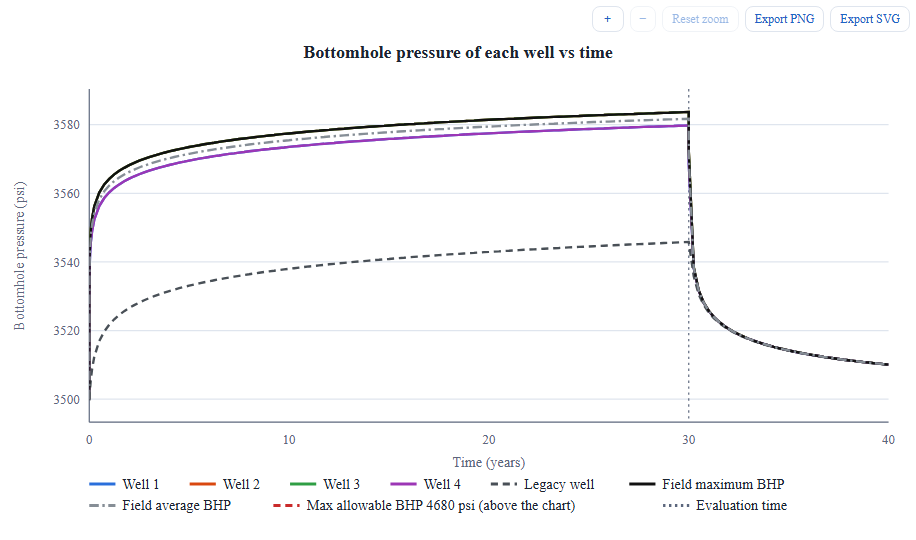 + − Reset zoom Export PNG Export SVG
Bottomhole pressure of each well vs time
Bottomhole pressure (psi)
3580
3560
3540
3520
3500
0 10 20 30 40
Time (years)
Well 1 Well 2 Well 3 Well 4 Legacy well Field maximum BHP
Field average BHP Max allowable BHP 4680 psi (above the chart) Evaluation time